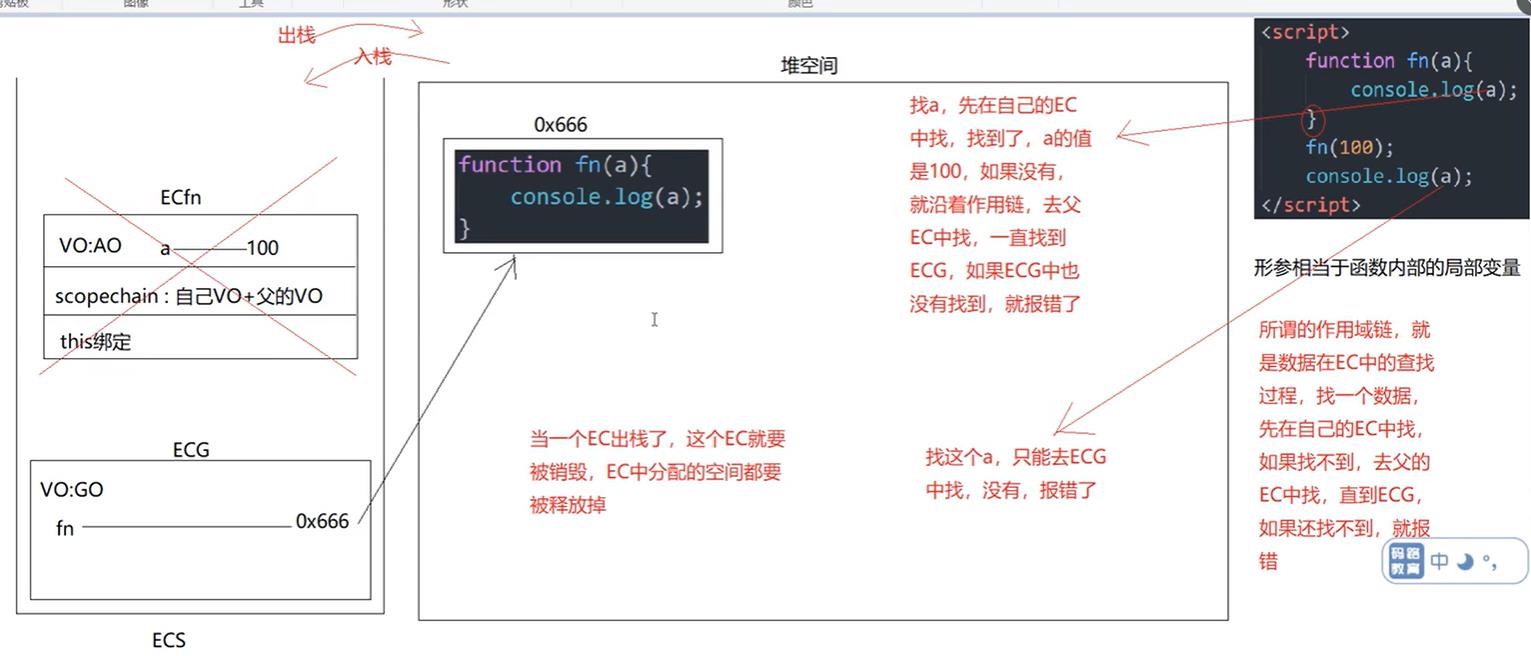 图像
工具
形状
颜色
出栈
入栈
ECfn
VO:AO a 100
scopechain : 自己VO+父的VO
this绑定
ECG
VO:GO
fn 0x666
ECS
堆空间
0x666
function fn(a){
console.log(a);
}
找a，先在自己的EC
中找，找到了，a的值
是100，如果没有，
就沿着作用链，去父
EC中找，一直找到
ECG，如果ECG中也
没有找到，就报错了
当一个EC出栈了，这个EC就要
被销毁，EC中分配的空间都要
被释放掉
找这个a，只能去ECG
中找，没有，报错了
<script>
function fn(a){
console.log(a);
}
fn(100);
console.log(a);
</script>
形参相当于函数内部的局部变量
所谓的作用域链，就
是数据在EC中的查找
过程，找一个数据，
先在自己的EC中找，
如果找不到，去父的
EC中找，直到ECG，
如果还找不到，就报
错
码路
教育
中